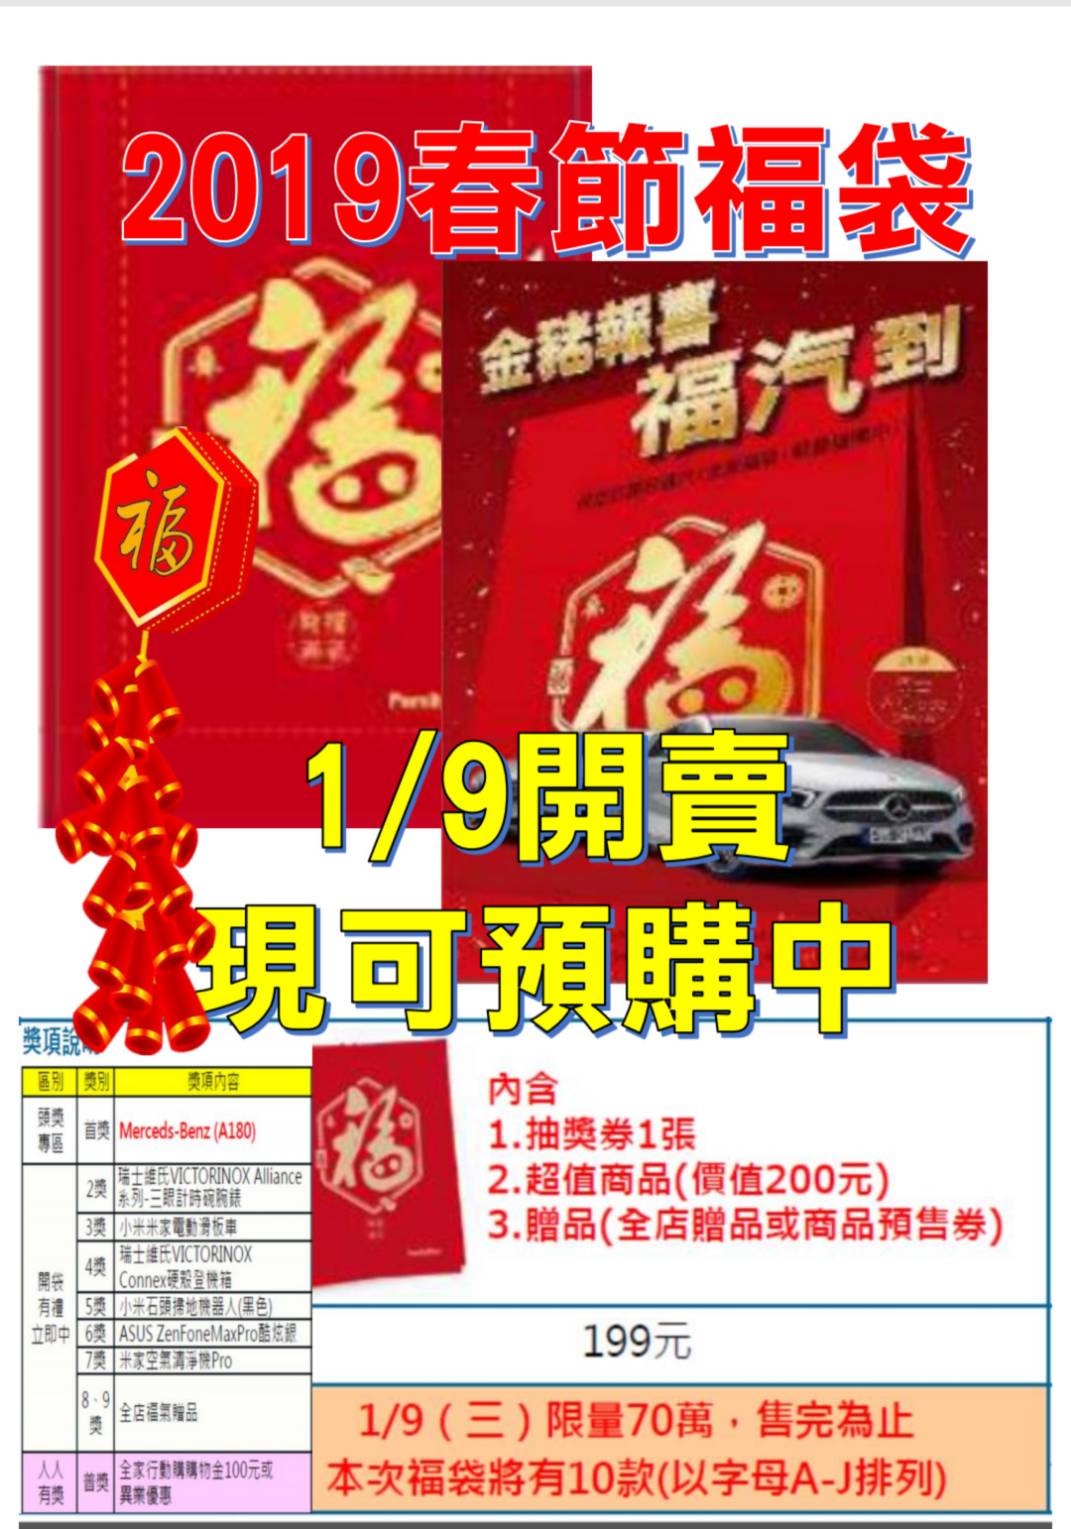 2019春節福袋
金豬報喜
福汽到
福
1/9開賣
現可預購中
獎項說
區別 獎別 獎項內容
頭獎專區 首獎 Merceds-Benz (A180)
開袋有禮立即中
2獎 瑞士維氏VICTORINOX Alliance
系列-三眼計時碗腕錶
3獎 小米米家電動滑板車
4獎 瑞士維氏VICTORINOX
Connex硬殼登機箱
5獎 小米石頭掃地機器人(黑色)
6獎 ASUS ZenFoneMaxPro酷炫銀
7獎 米家空氣清淨機Pro
8、9獎 全店福氣贈品
人人有獎 普獎 全家行動購購物金100元或
異業優惠
內含
1.抽獎券1張
2.超值商品(價值200元)
3.贈品(全店贈品或商品預售券)
199元
1/9（三）限量70萬，售完為止
本次福袋將有10款(以字母A-J排列)